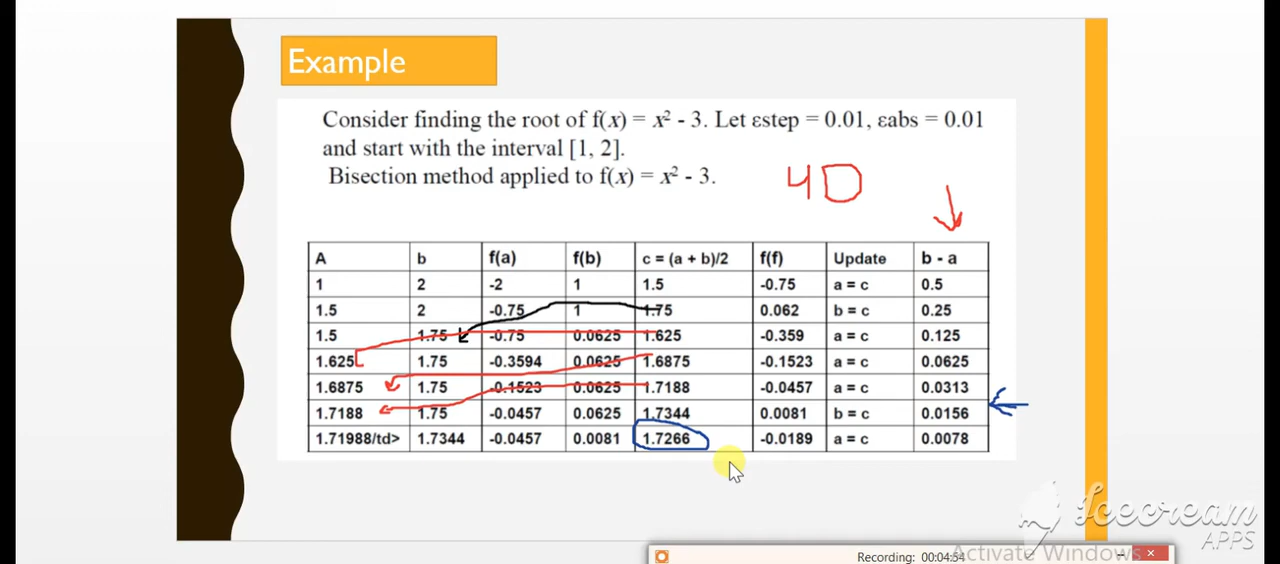 Example
Consider finding the root of f(x) = x² - 3. Let εstep = 0.01, εabs = 0.01
and start with the interval [1, 2].
Bisection method applied to f(x) = x² - 3.
4D
A b f(a) f(b) c = (a + b)/2 f(f) Update b - a
1 2 -2 1 1.5 -0.75 a = c 0.5
1.5 2 -0.75 1 1.75 0.062 b = c 0.25
1.5 1.75 -0.75 0.0625 1.625 -0.359 a = c 0.125
1.625 1.75 -0.3594 0.0625 1.6875 -0.1523 a = c 0.0625
1.6875 1.75 -0.1523 0.0625 1.7188 -0.0457 a = c 0.0313
1.7188 1.75 -0.0457 0.0625 1.7344 0.0081 b = c 0.0156
1.71988/td> 1.7344 -0.0457 0.0081 1.7266 -0.0189 a = c 0.0078
Icecream
APPS
Activate Windows
Recording: 00:04:54